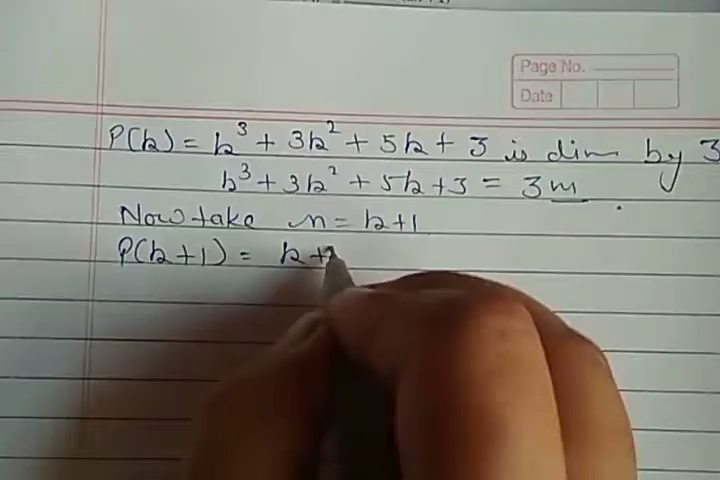 Page No.
Date
P(k) = k³ + 3k² + 5k + 3 is divn by 3
k³ + 3k² + 5k + 3 = 3m.
Now take n = k+1
P(k+1) = k+